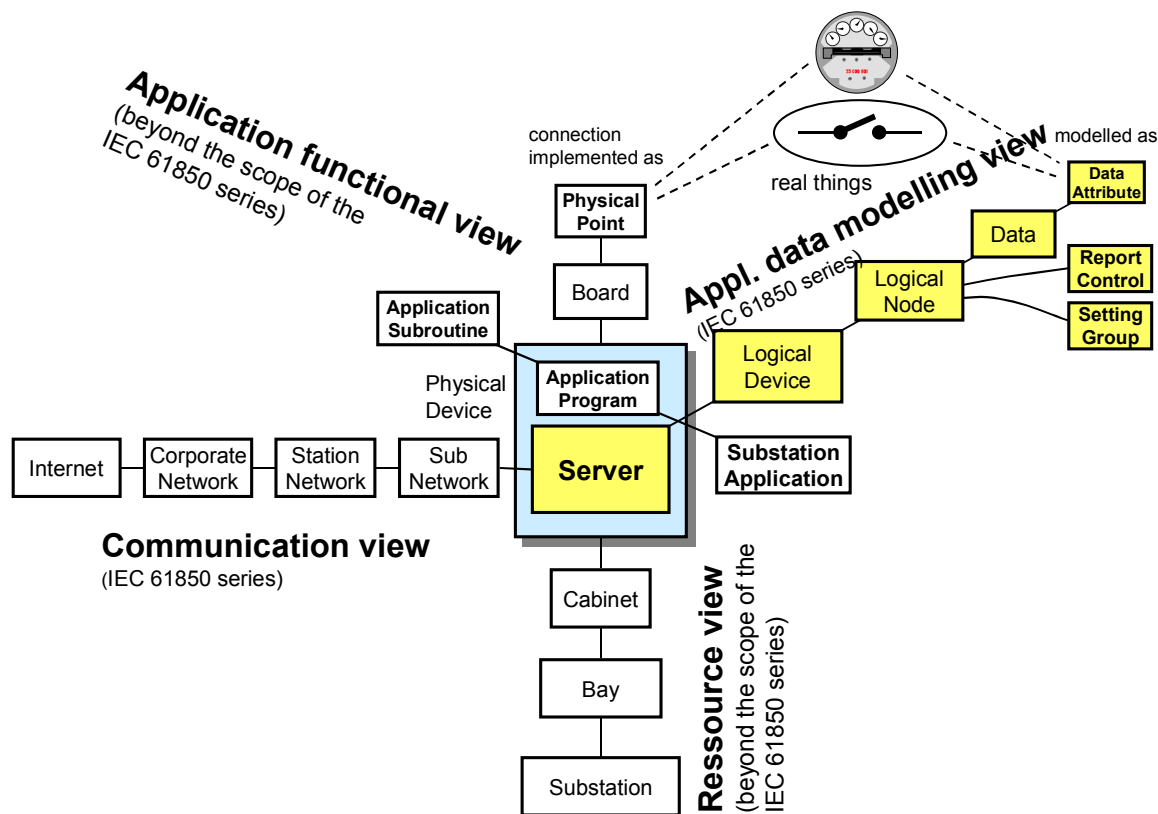 Application functional view
(beyond the scope of the
IEC 61850 series)
connection
implemented as
real things
modelled as
Physical
Point
Data
Attribute
Appl. data modelling view
(IEC 61850 series)
Data
Board
Logical
Node
Report
Control
Setting
Group
Application
Subroutine
Logical
Device
Physical
Device
Application
Program
Internet
Corporate
Network
Station
Network
Sub
Network
Server
Substation
Application
Communication view
(IEC 61850 series)
Cabinet
Bay
Substation
Ressource view
(beyond the scope of the
IEC 61850 series)